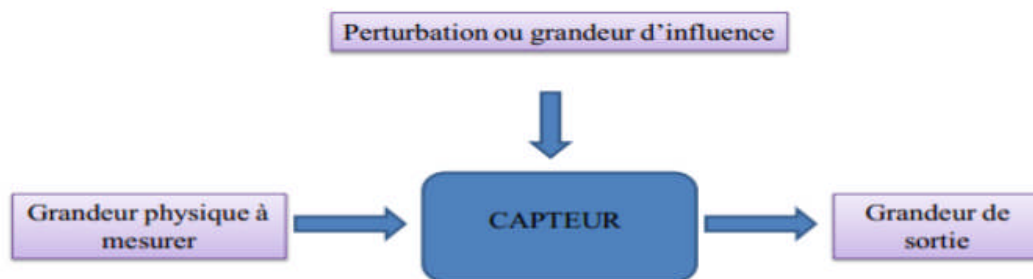 Perturbation ou grandeur d’influence
Grandeur physique à
mesurer
CAPTEUR
Grandeur de
sortie